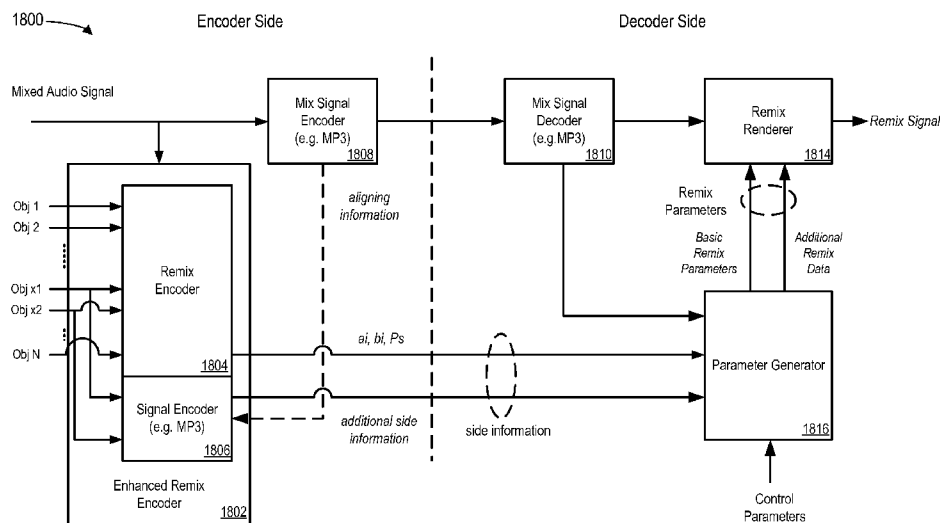 1800
Encoder Side
Decoder Side
Mixed Audio Signal
Mix Signal
Encoder
(e.g. MP3)
1808
Mix Signal
Decoder
(e.g. MP3)
1810
Remix
Renderer
1814
Remix Signal
aligning
information
Remix
Parameters
Basic
Remix
Parameters
Additional
Remix
Data
Obj 1
Obj 2
Obj x1
Obj x2
Obj N
Remix
Encoder
1804
ai, bi, Ps
Signal Encoder
(e.g. MP3)
1806
additional side
information
side information
Parameter Generator
1816
Enhanced Remix
Encoder
1802
Control
Parameters